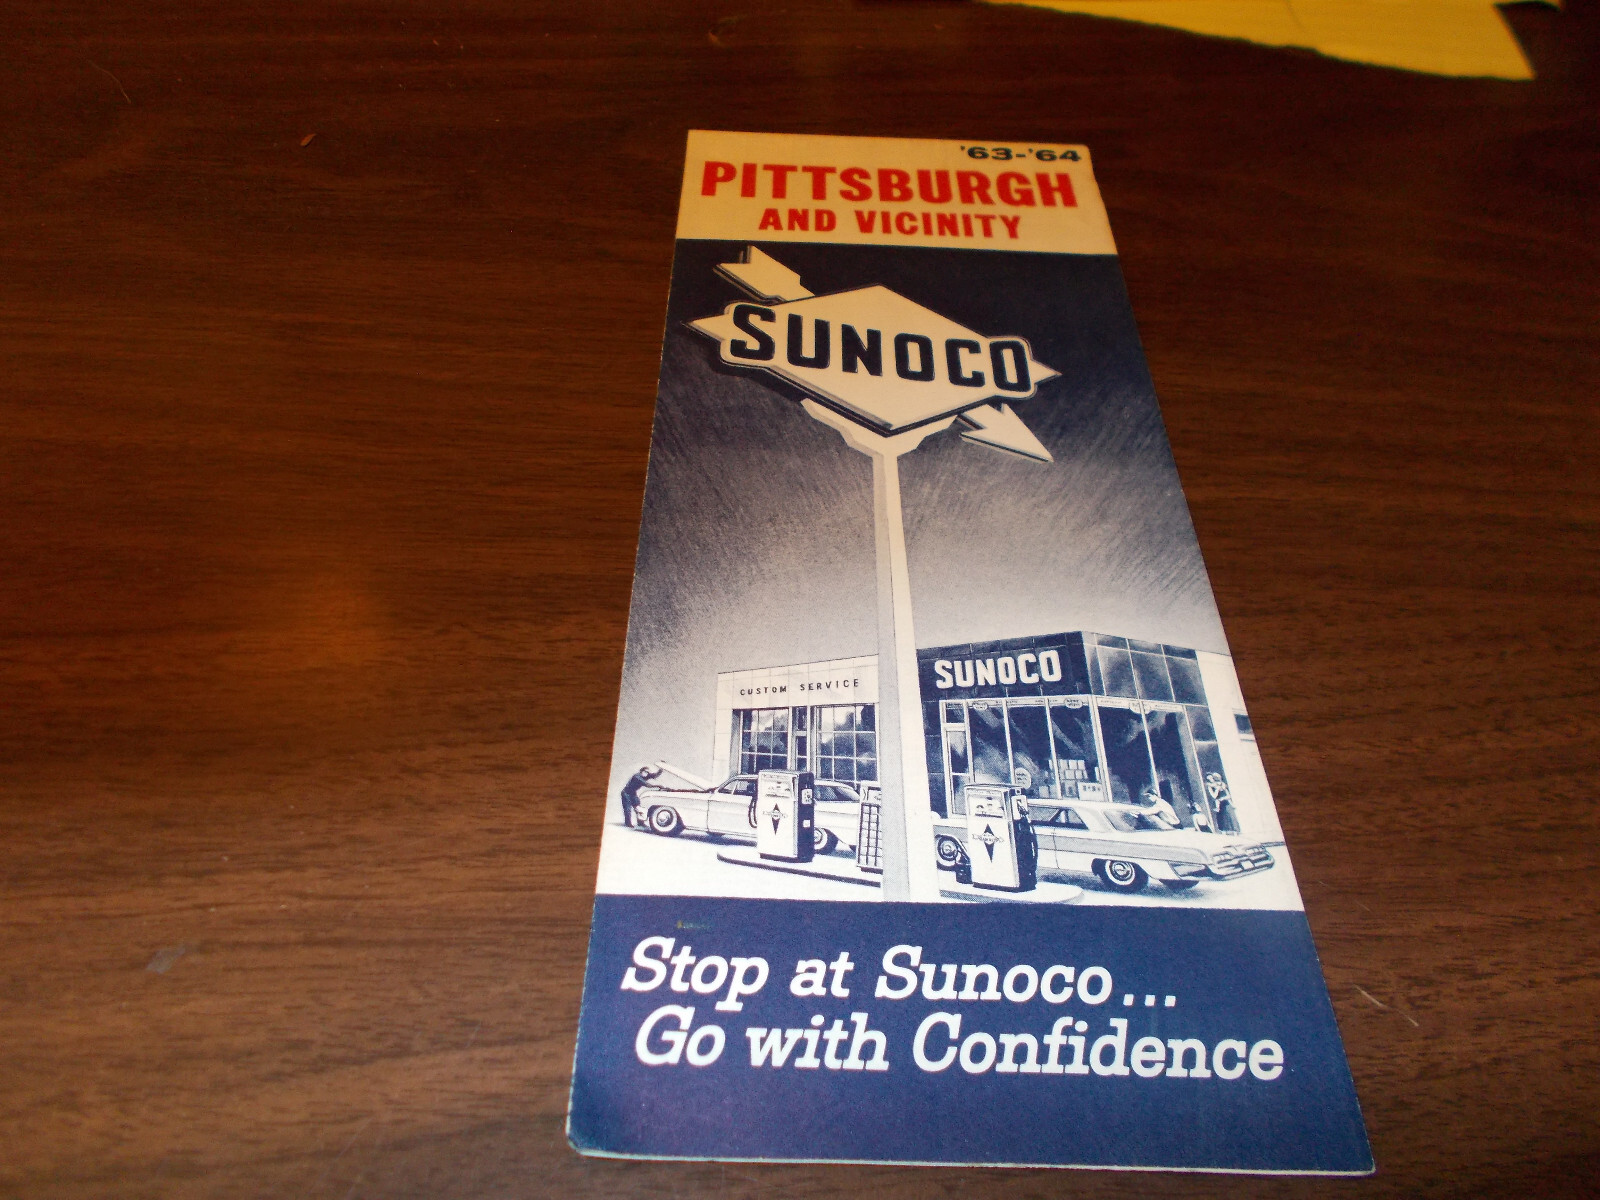 '63-'64
PITTSBURGH
AND VICINITY
SUNOCO
CUSTOM SERVICE
SUNOCO
Stop at Sunoco...
Go with Confidence